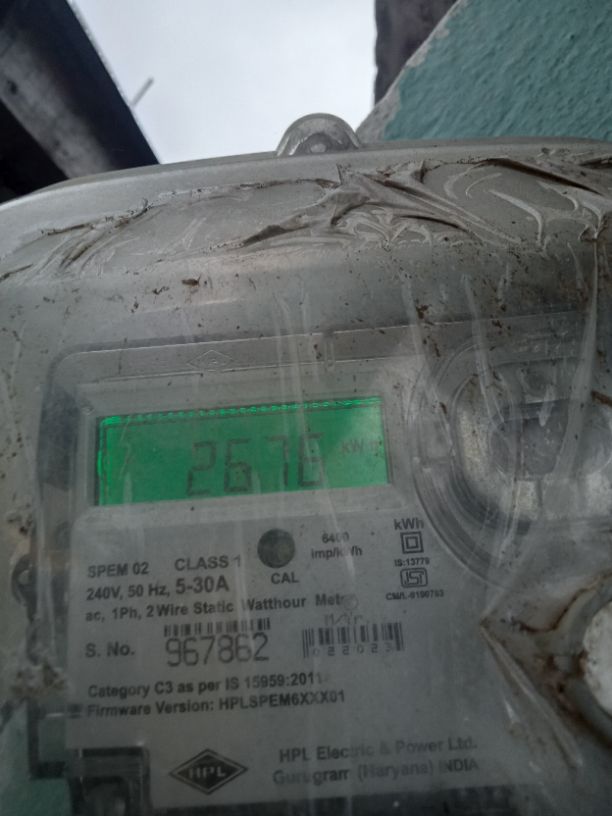 2676 kWh
SPEM 02 CLASS 1
6400 imp/kWh
kWh
CAL
240V, 50 Hz, 5-30A
IS:13779
ac, 1Ph, 2 Wire Static Watthour Meter
S. No. 967862
022023
Category C3 as per IS 15959:2011
Firmware Version: HPLSPEM6XXX01
HPL
HPL Electric & Power Ltd.
Gurugram (Haryana) INDIA